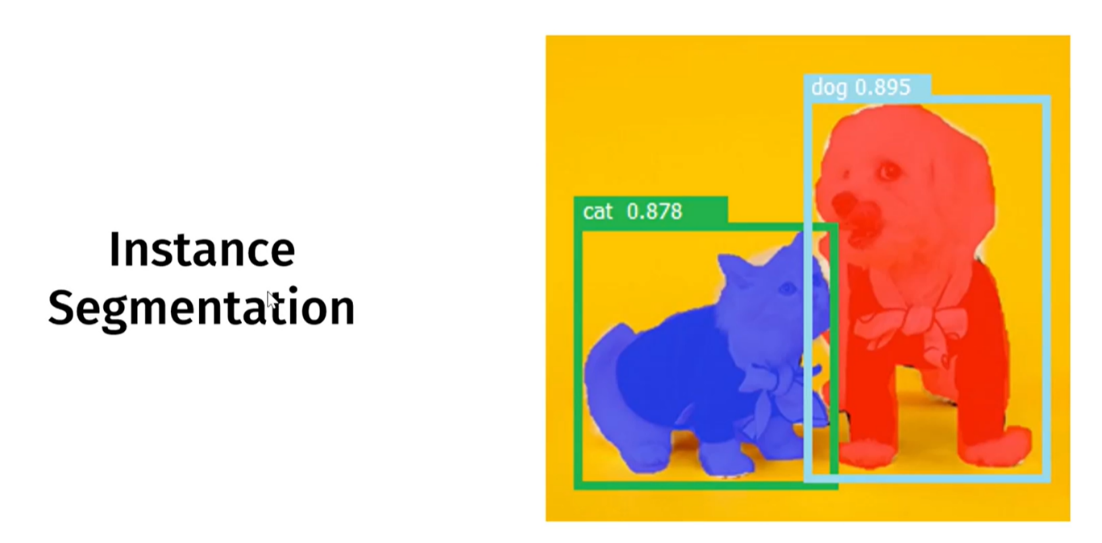 Instance
Segmentation
dog 0.895
cat 0.878